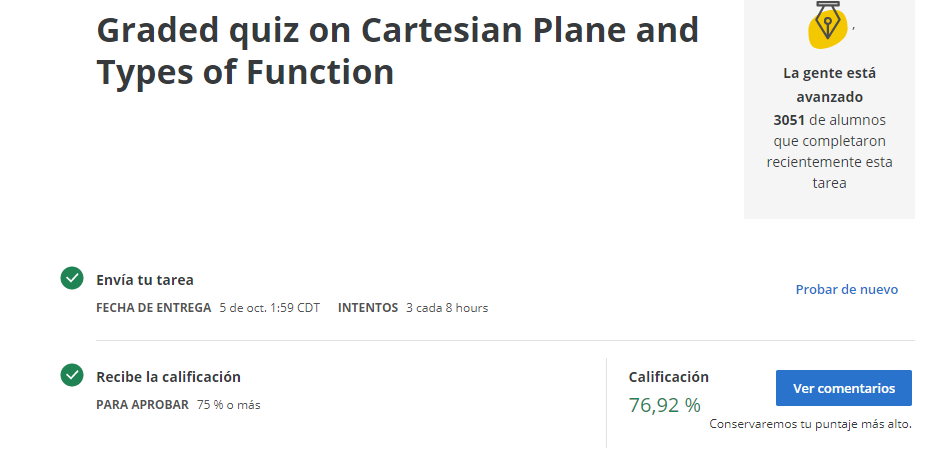 Graded quiz on Cartesian Plane and
Types of Function
,
La gente está
avanzado
3051 de alumnos
que completaron
recientemente esta
tarea
Envía tu tarea
FECHA DE ENTREGA 5 de oct. 1:59 CDT INTENTOS 3 cada 8 hours
Probar de nuevo
Recibe la calificación
PARA APROBAR 75 % o más
Calificación
76,92 %
Ver comentarios
Conservaremos tu puntaje más alto.